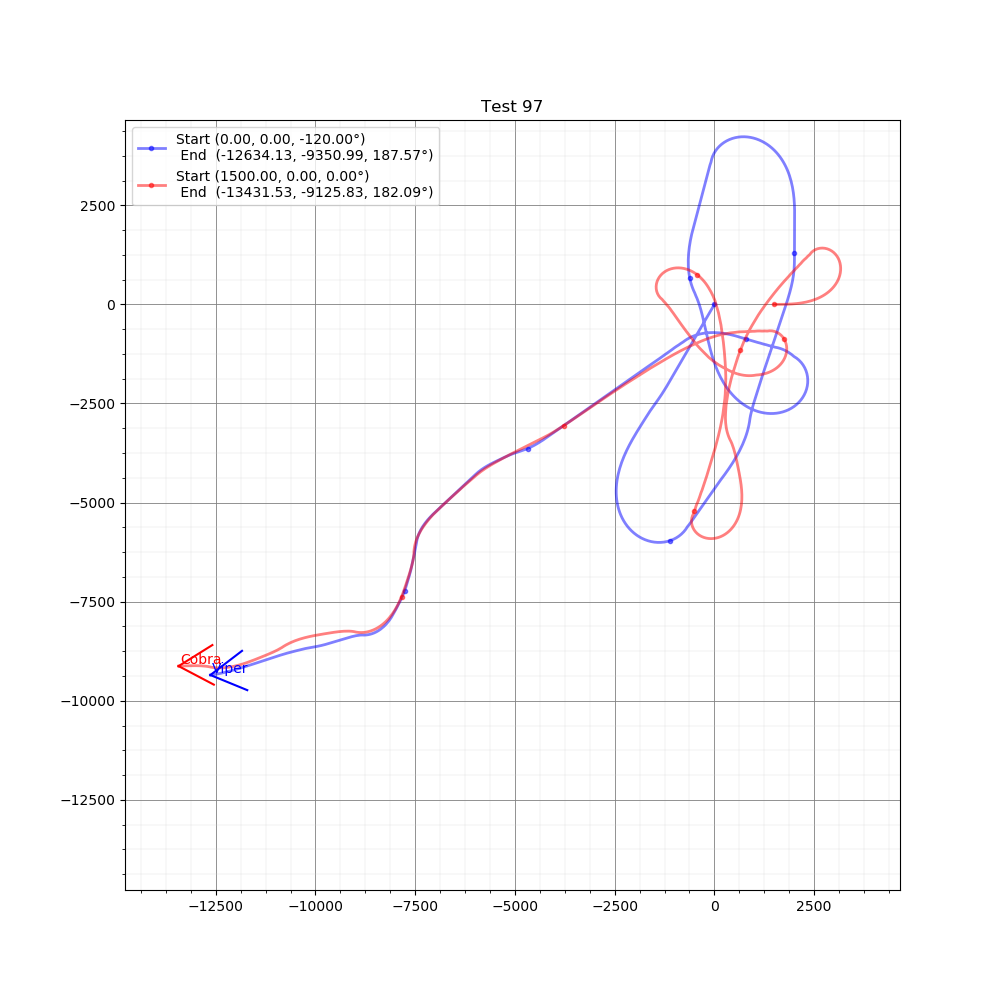 Test 97
Start (0.00, 0.00, -120.00°)
End (-12634.13, -9350.99, 187.57°)
Start (1500.00, 0.00, 0.00°)
End (-13431.53, -9125.83, 182.09°)
2500
0
−2500
−5000
−7500
−10000
−12500
Cobra
Viper
−12500
−10000
−7500
−5000
−2500
0
2500